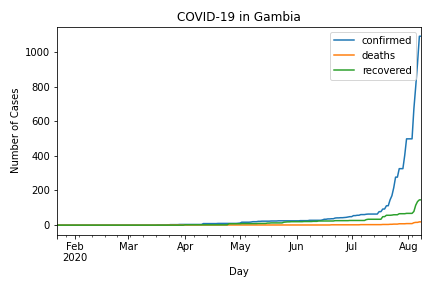 COVID-19 in Gambia
confirmed
deaths
recovered
Number of Cases
1000
800
600
400
200
0
Feb Mar Apr May Jun Jul Aug
2020
Day